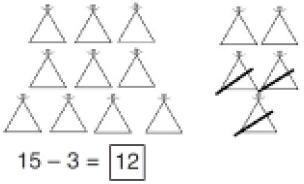 15 – 3 = 12